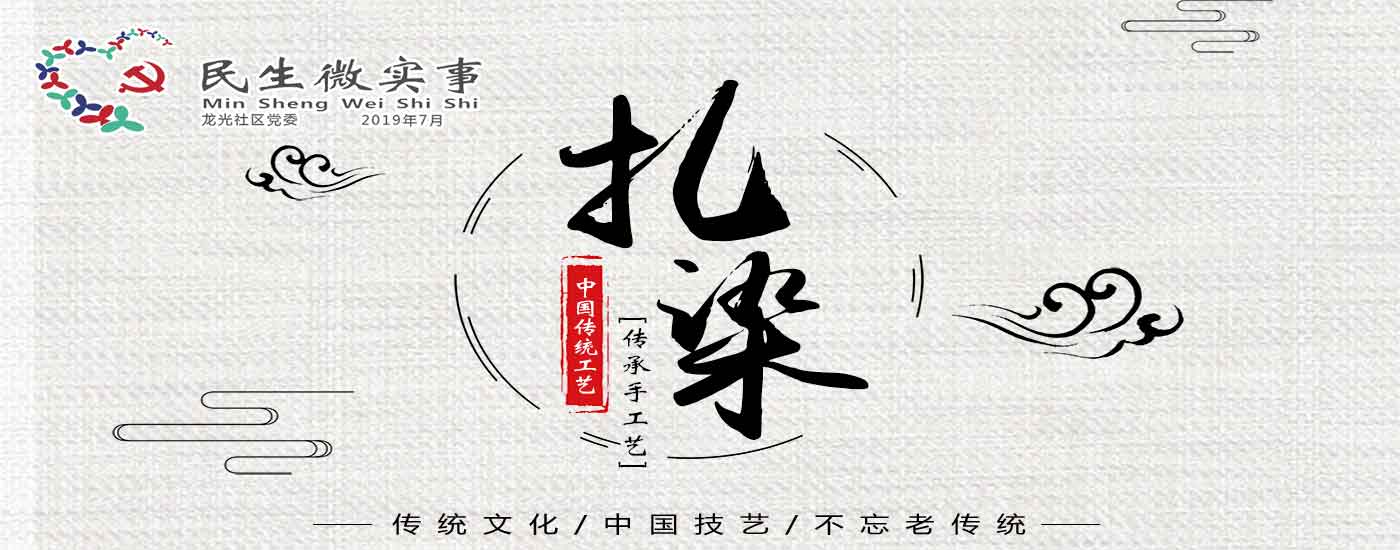 民生微实事
Min Sheng Wei Shi Shi
龙光社区党委 2019年7月
扎染
中国传统工艺
[传承手工艺]
传统文化/中国技艺/不忘老传统